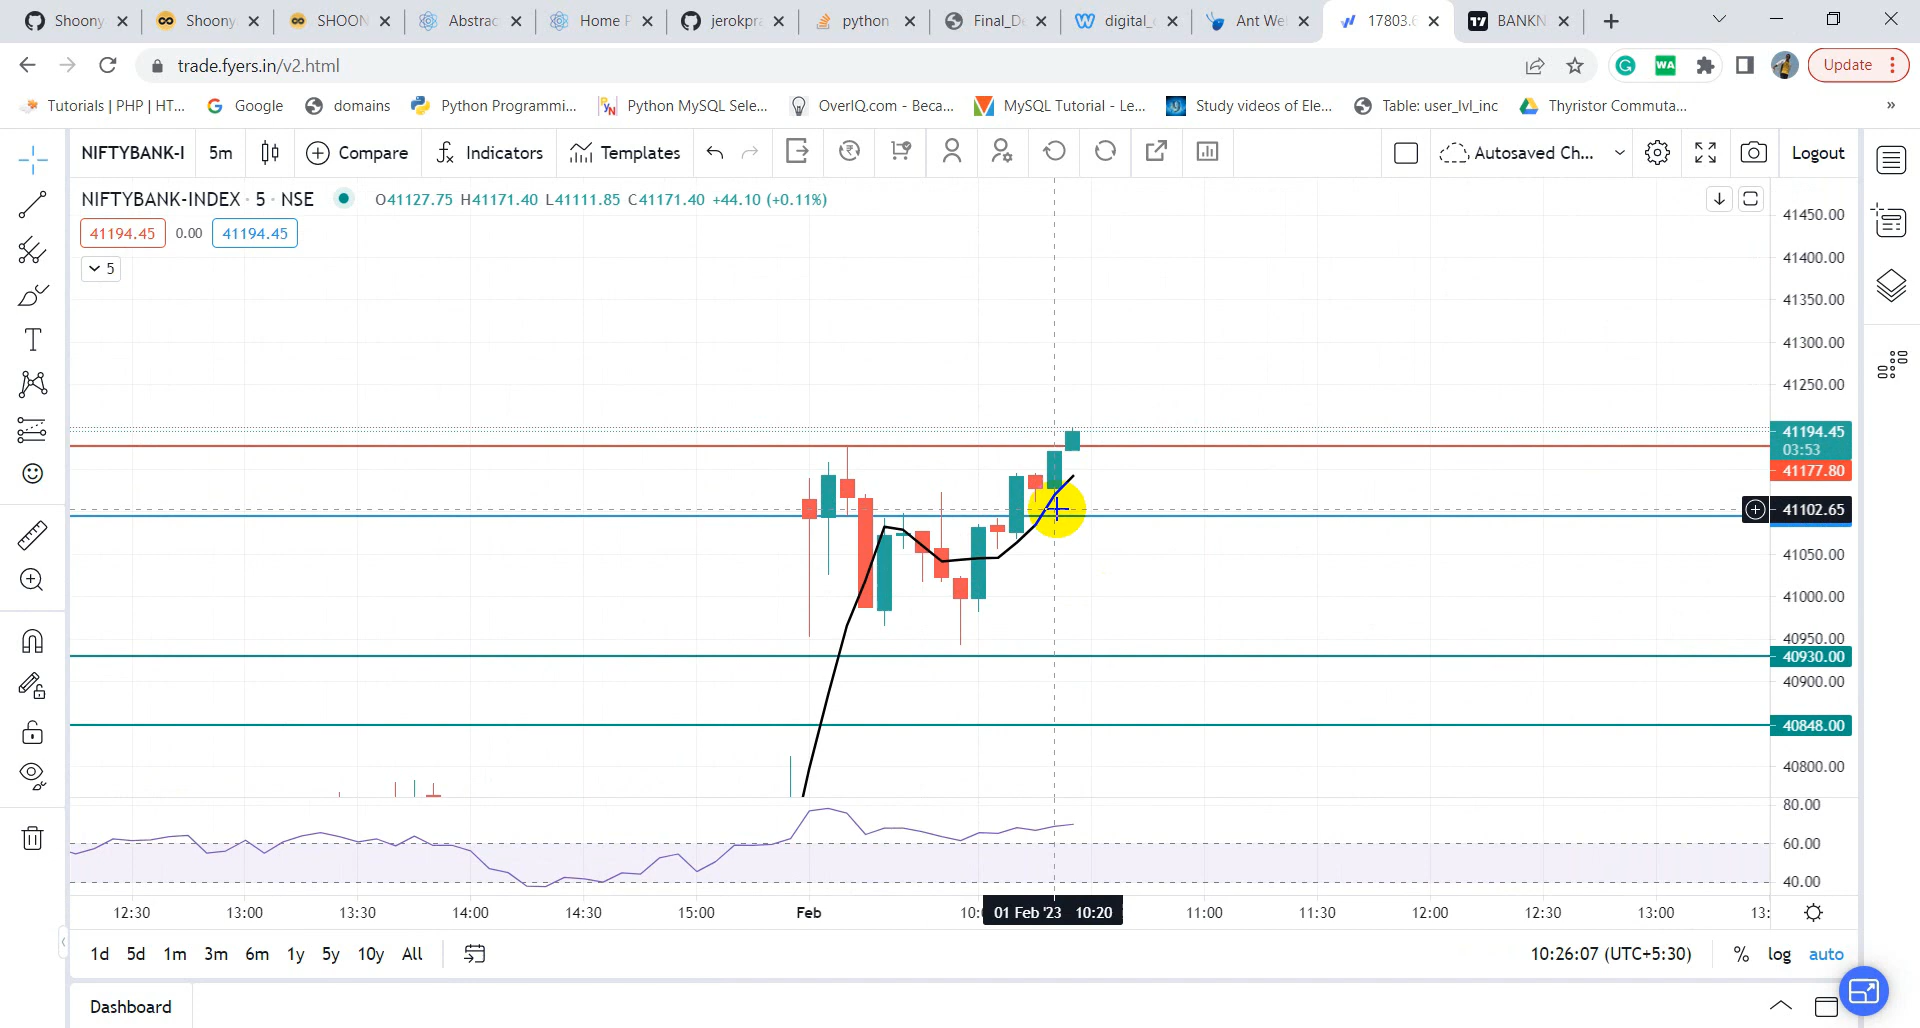 Shoony
Shoony
SHOON
Abstrac
Home P
jerokpra
python
Final_De
digital_
Ant We
17803.6
BANKN
trade.fyers.in/v2.html
WA
Update
Tutorials | PHP | HT...
Google
domains
Python Programmi...
Python MySQL Sele...
OverIQ.com - Beca...
MySQL Tutorial - Le...
Study videos of Ele...
Table: user_lvl_inc
Thyristor Commuta...
»
NIFTYBANK-I
5m
Compare
Indicators
Templates
Autosaved Ch...
Logout
NIFTYBANK-INDEX · 5 · NSE
O41127.75 H41171.40 L41111.85 C41171.40 +44.10 (+0.11%)
41194.45
0.00
41194.45
5
41450.00
41400.00
41350.00
41300.00
41250.00
41194.45
03:53
41177.80
41102.65
41050.00
41000.00
40950.00
40930.00
40900.00
40848.00
40800.00
80.00
60.00
40.00
12:30
13:00
13:30
14:00
14:30
15:00
Feb
10:
01 Feb '23 10:20
11:00
11:30
12:00
12:30
13:00
13:
1d 5d 1m 3m 6m 1y 5y 10y All
10:26:07 (UTC+5:30)
%
log
auto
Dashboard